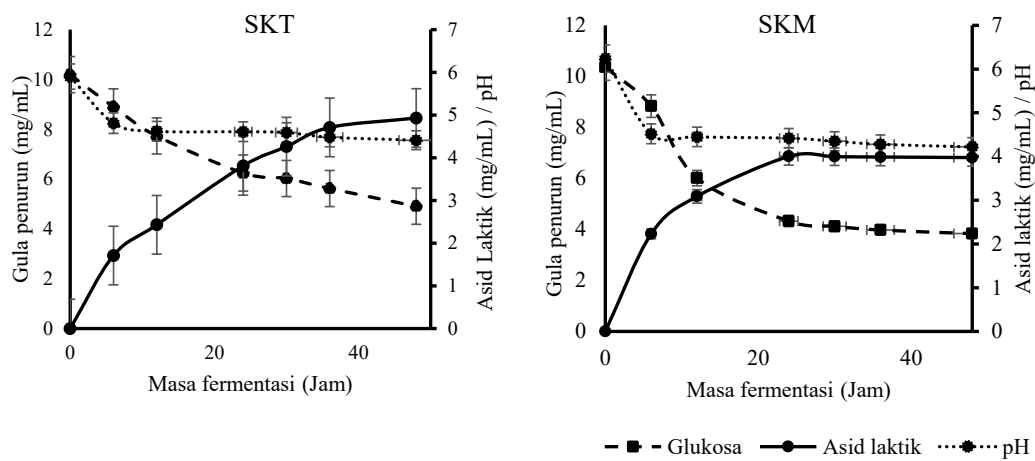 SKT
12
10
8
6
4
2
0
Gula penurun (mg/mL)
7
6
5
4
3
2
1
0
Asid Laktik (mg/mL) / pH
0 20 40
Masa fermentasi (Jam)
SKM
12
10
8
6
4
2
0
Gula penurun (mg/mL)
7
6
5
4
3
2
1
0
Asid laktik (mg/mL) / pH
0 20 40
Masa fermentasi (Jam)
Glukosa Asid laktik pH